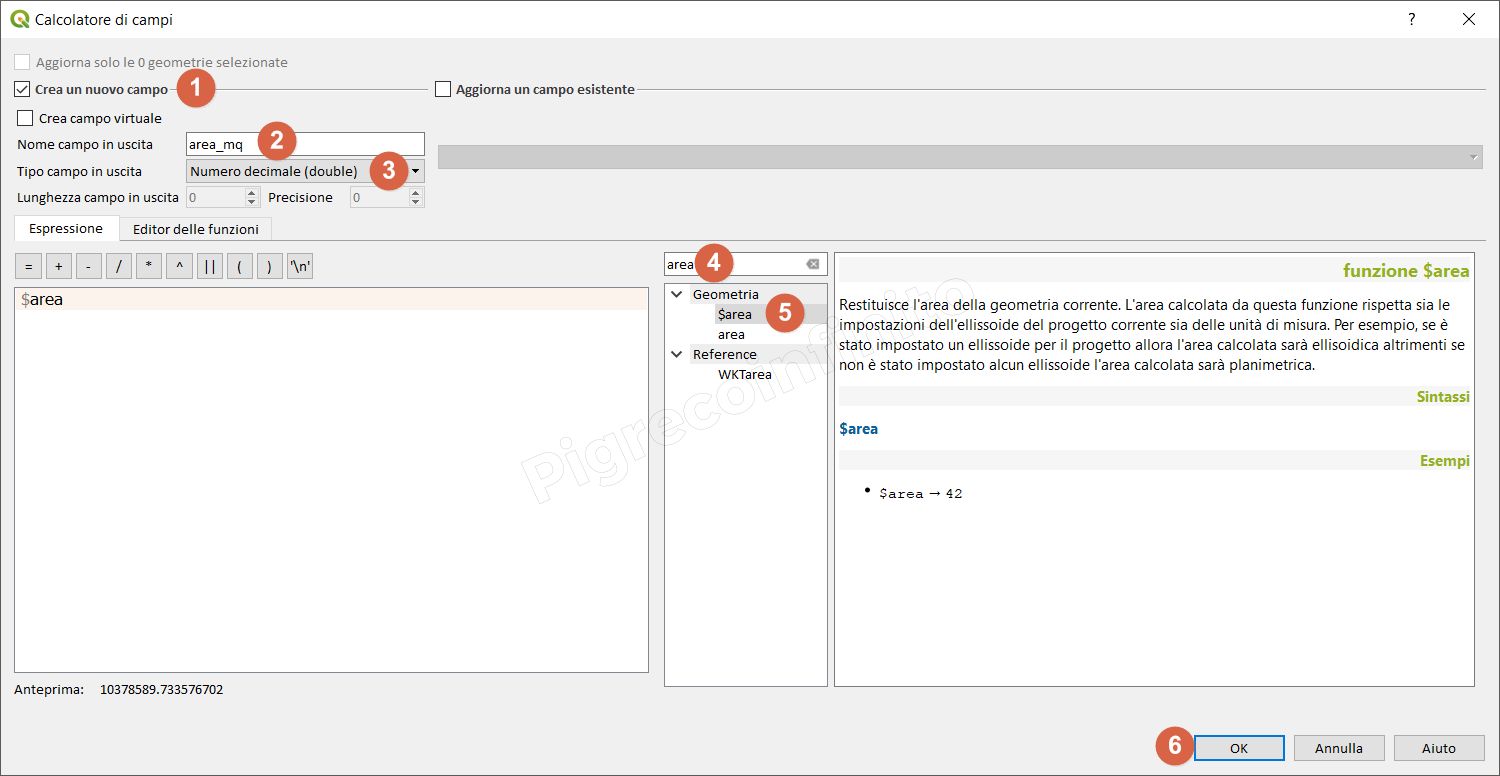 Calcolatore di campi
?
Aggiorna solo le 0 geometrie selezionate
Crea un nuovo campo 1
Aggiorna un campo esistente
Crea campo virtuale
Nome campo in uscita area_mq 2
Tipo campo in uscita Numero decimale (double) 3
Lunghezza campo in uscita 0 Precisione 0
Espressione Editor delle funzioni
= + - / * ^ || ( ) '\n'
$area
area 4
Geometria
$area 5
area
Reference
WKTarea
funzione $area
Restituisce l'area della geometria corrente. L'area calcolata da questa funzione rispetta sia le
impostazioni dell'ellissoide del progetto corrente sia delle unità di misura. Per esempio, se è
stato impostato un ellissoide per il progetto allora l'area calcolata sarà ellisoidica altrimenti se
non è stato impostato alcun ellissoide l'area calcolata sarà planimetrica.
Sintassi
$area
Esempi
• $area → 42
Pigrecoinfinito
Anteprima: 10378589.733576702
6 OK Annulla Aiuto